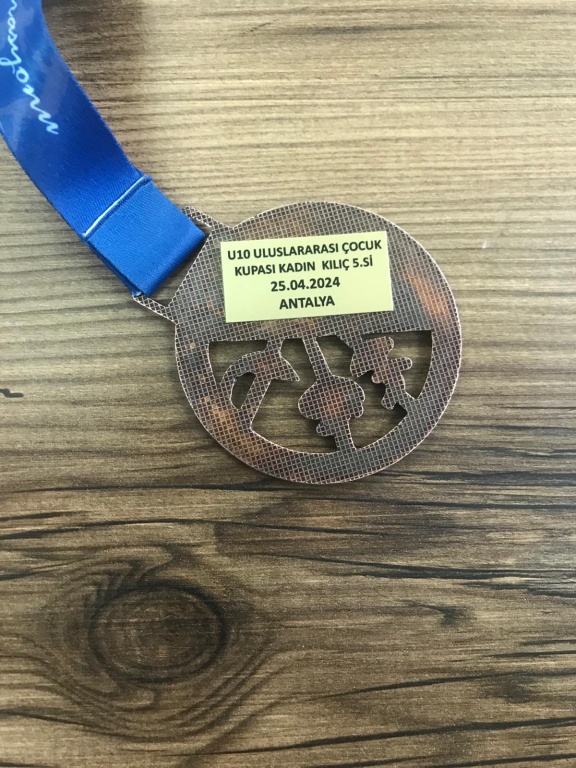 U10 ULUSLARARASI ÇOCUK
KUPASI KADIN KILIÇ 5.Sİ
25.04.2024
ANTALYA